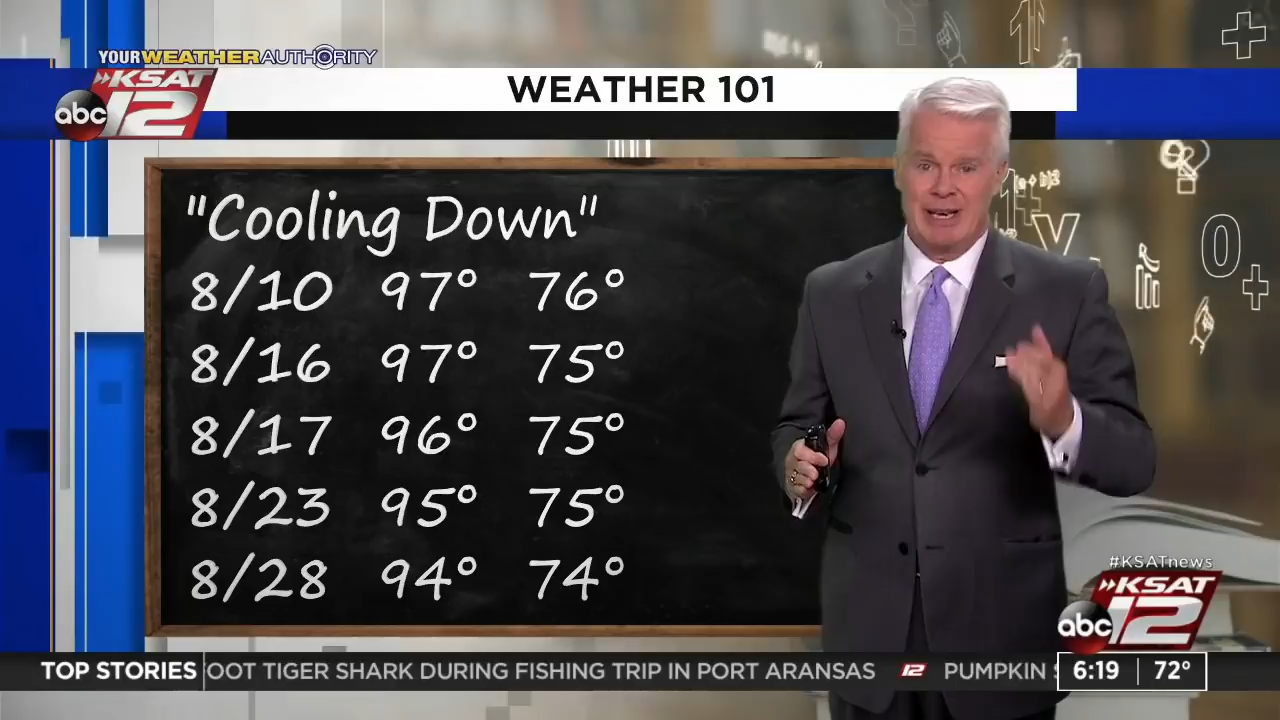 YOUR WEATHER AUTHORITY
KSAT
abc 12
WEATHER 101
"Cooling Down"
8/10 97° 76°
8/16 97° 75°
8/17 96° 75°
8/23 95° 75°
8/28 94° 74°
#KSATnews
KSAT
abc 12
TOP STORIES OOT TIGER SHARK DURING FISHING TRIP IN PORT ARANSAS 12 PUMPKIN 6:19 72°